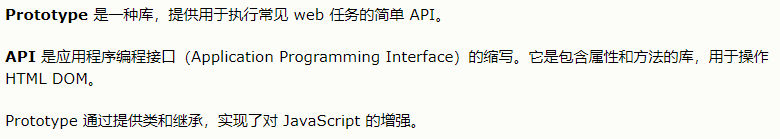 Prototype 是一种库，提供用于执行常见 web 任务的简单 API。
API 是应用程序编程接口（Application Programming Interface）的缩写。它是包含属性和方法的库，用于操作
HTML DOM。
Prototype 通过提供类和继承，实现了对 JavaScript 的增强。